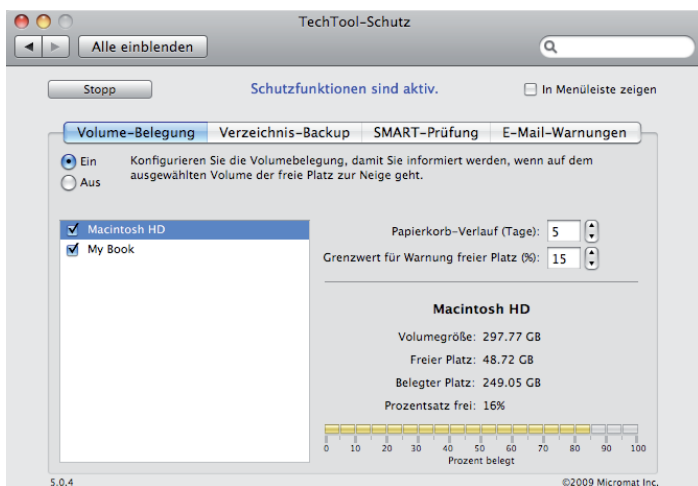 TechTool-Schutz
Alle einblenden
Stopp
Schutzfunktionen sind aktiv.
In Menüleiste zeigen
Volume-Belegung
Verzeichnis-Backup
SMART-Prüfung
E-Mail-Warnungen
Ein
Aus
Konfigurieren Sie die Volumebelegung, damit Sie informiert werden, wenn auf dem
ausgewählten Volume der freie Platz zur Neige geht.
Macintosh HD
My Book
Papierkorb-Verlauf (Tage): 5
Grenzwert für Warnung freier Platz (%): 15
Macintosh HD
Volumegröße: 297.77 GB
Freier Platz: 48.72 GB
Belegter Platz: 249.05 GB
Prozentsatz frei: 16%
0 10 20 30 40 50 60 70 80 90 100
Prozent belegt
5.0.4
©2009 Micromat Inc.